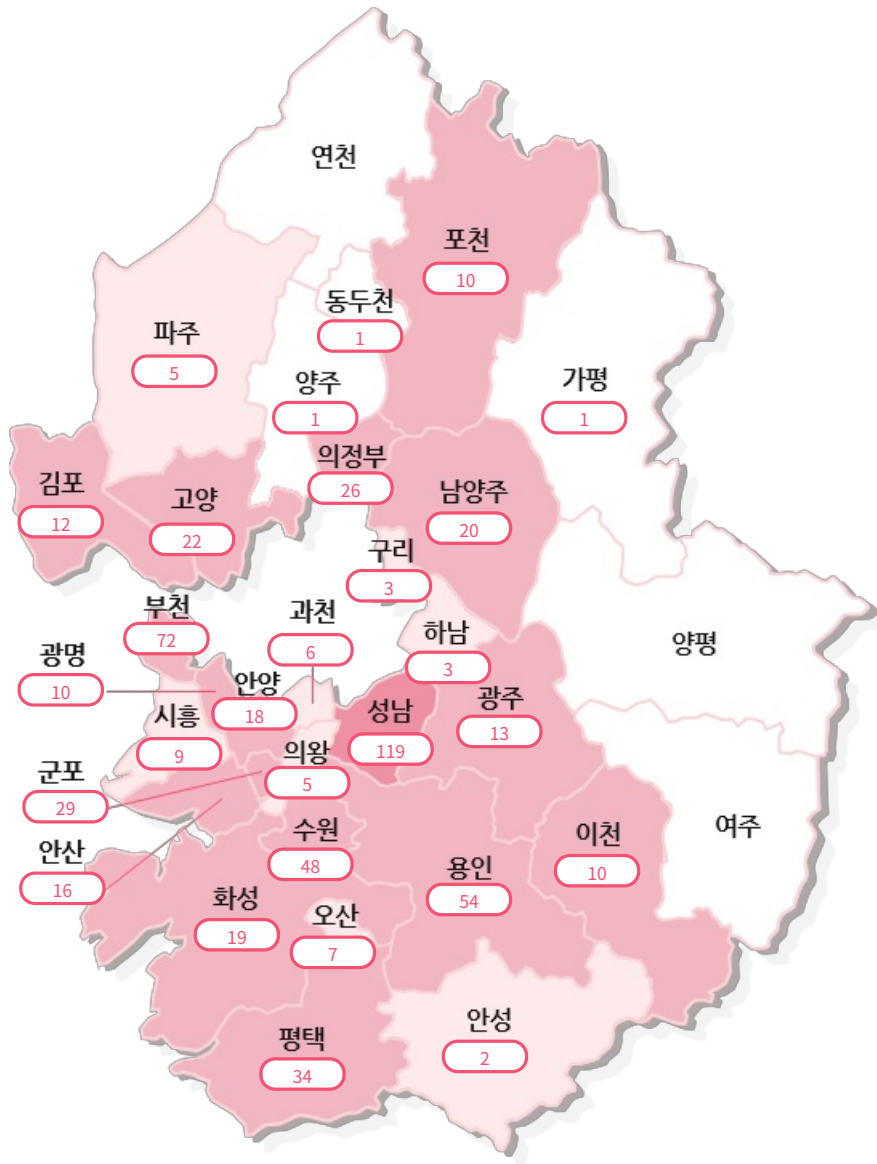 연천
포천
10
동두천
1
파주
5
양주
1
가평
1
의정부
26
김포
12
고양
22
남양주
20
구리
3
부천
72
과천
6
하남
3
양평
광명
10
안양
18
성남
119
광주
13
시흥
9
의왕
5
군포
29
수원
48
이천
10
여주
안산
16
용인
54
화성
19
오산
7
안성
2
평택
34